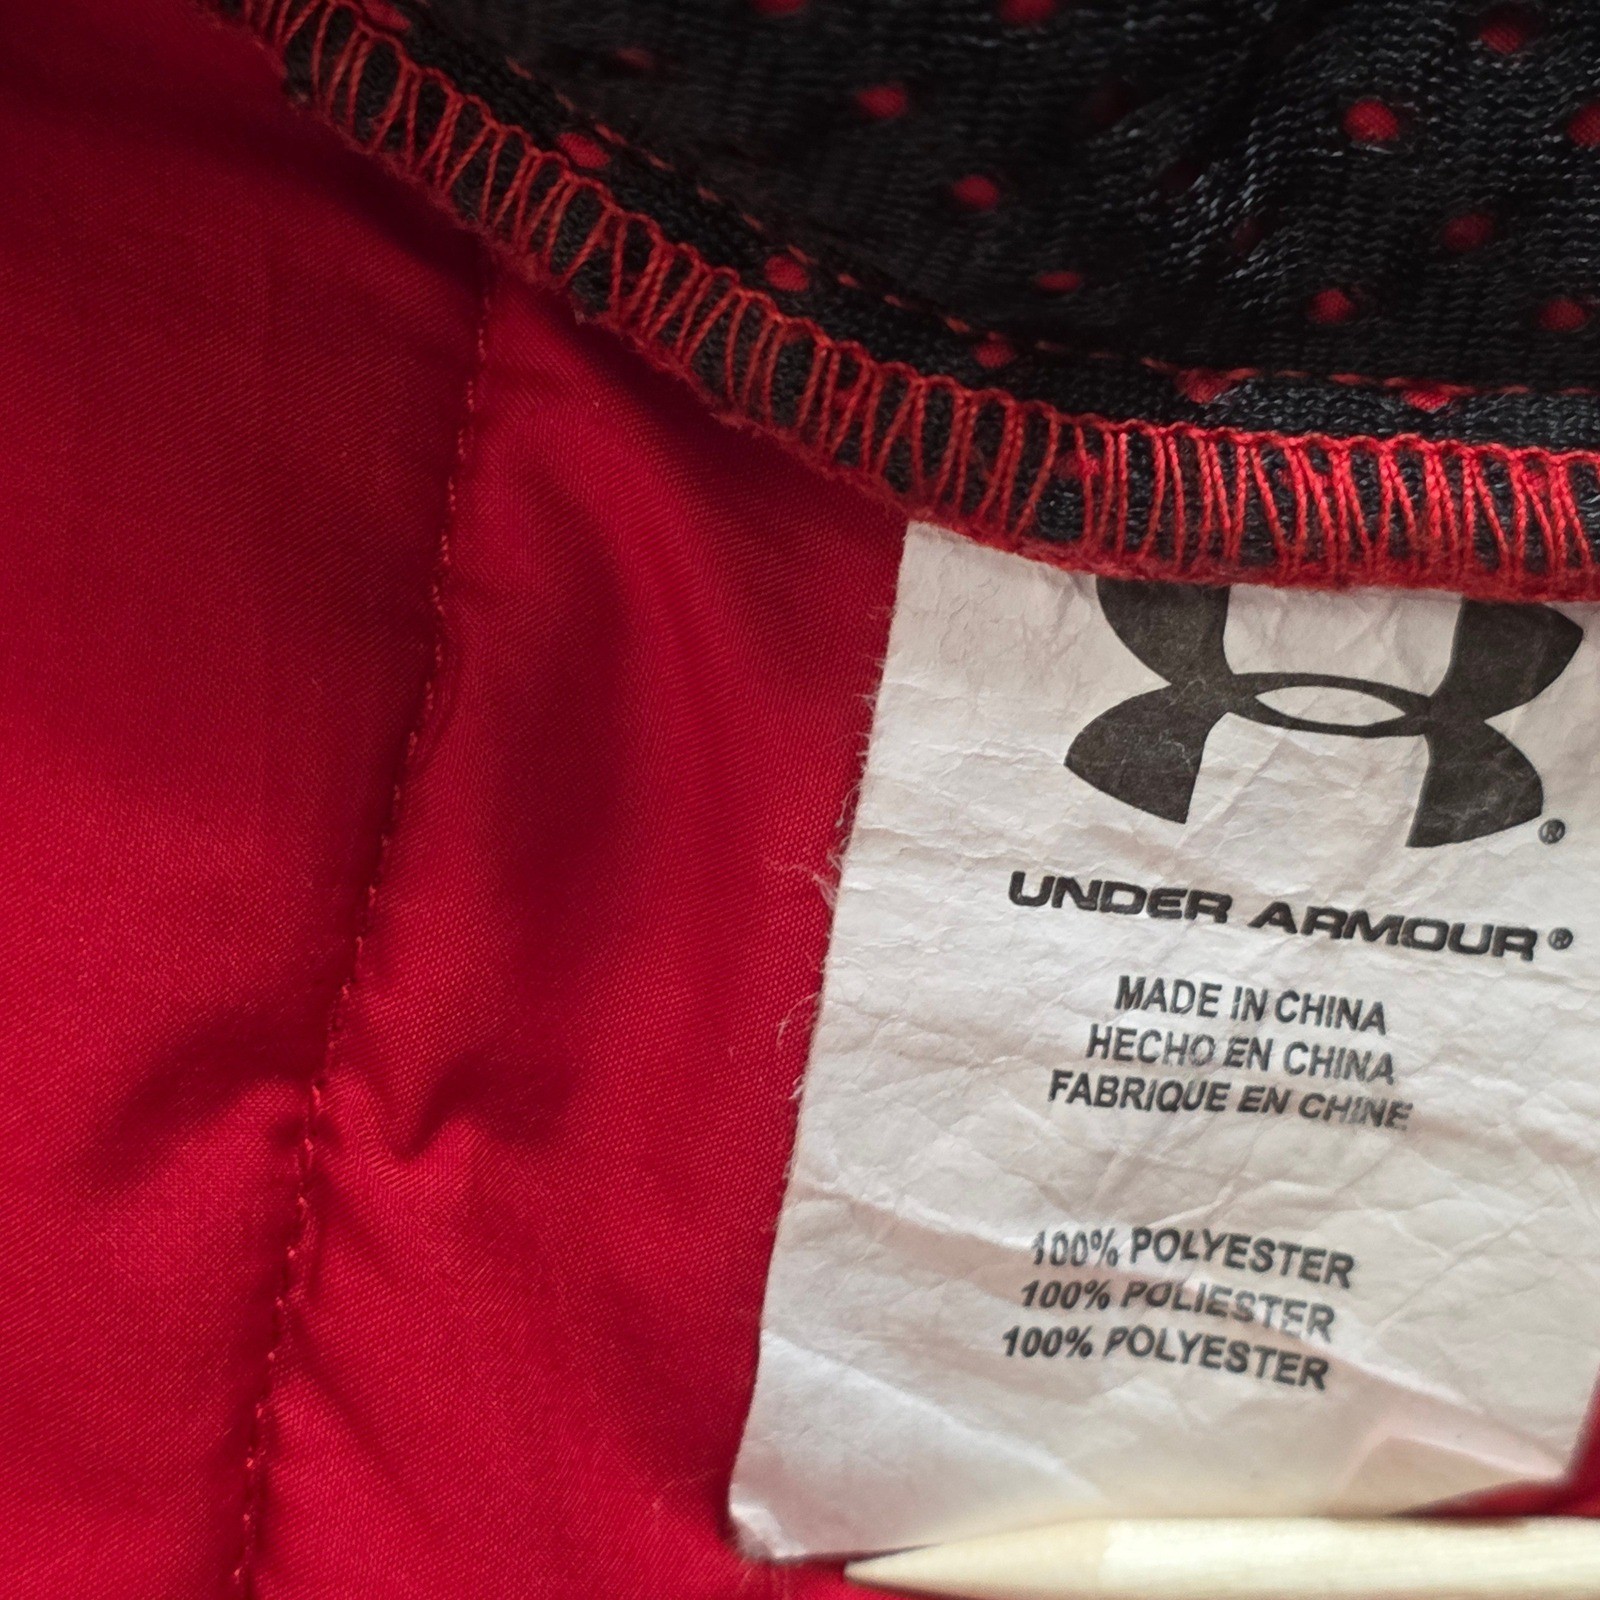 ®
UNDER ARMOUR®
MADE IN CHINA
HECHO EN CHINA
FABRIQUE EN CHINE
100% POLYESTER
100% POLIESTER
100% POLYESTER